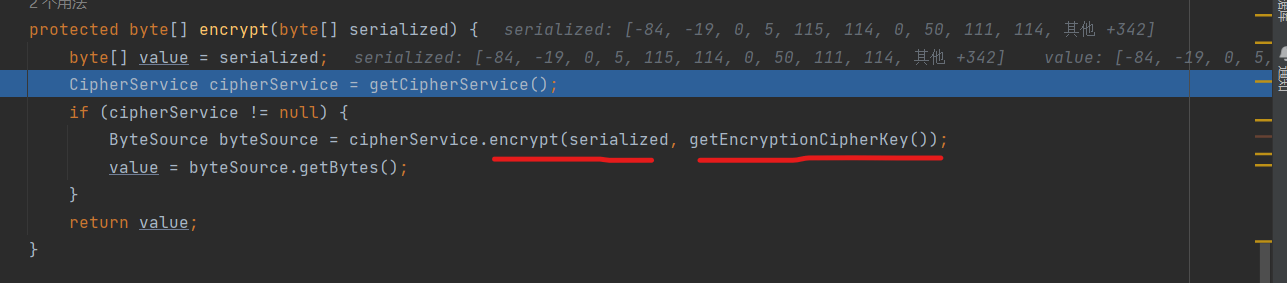 2个用法
protected byte[] encrypt(byte[] serialized) {   serialized: [-84, -19, 0, 5, 115, 114, 0, 50, 111, 114, 其他 +342]
    byte[] value = serialized;   serialized: [-84, -19, 0, 5, 115, 114, 0, 50, 111, 114, 其他 +342]    value: [-84, -19, 0, 5,
    CipherService cipherService = getCipherService();
    if (cipherService != null) {
        ByteSource byteSource = cipherService.encrypt(serialized, getEncryptionCipherKey());
        value = byteSource.getBytes();
    }
    return value;
}
通知